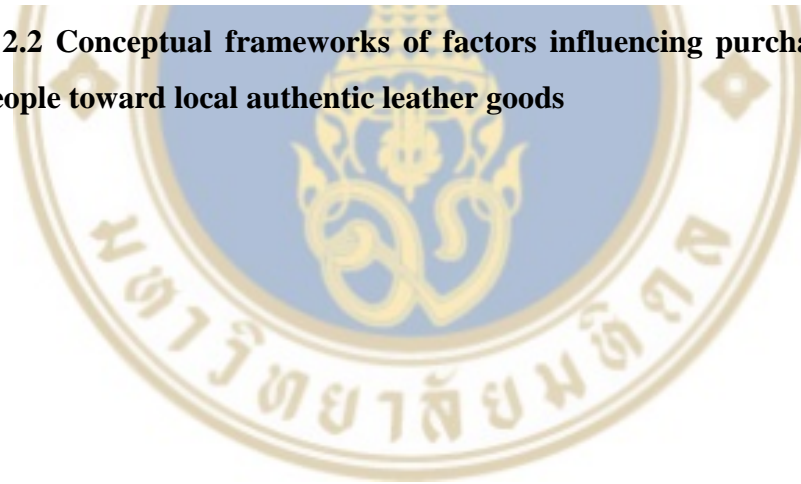 2.2 Conceptual frameworks of factors influencing purcha
eople toward local authentic leather goods
มหาวิทยาลัยมหิดล